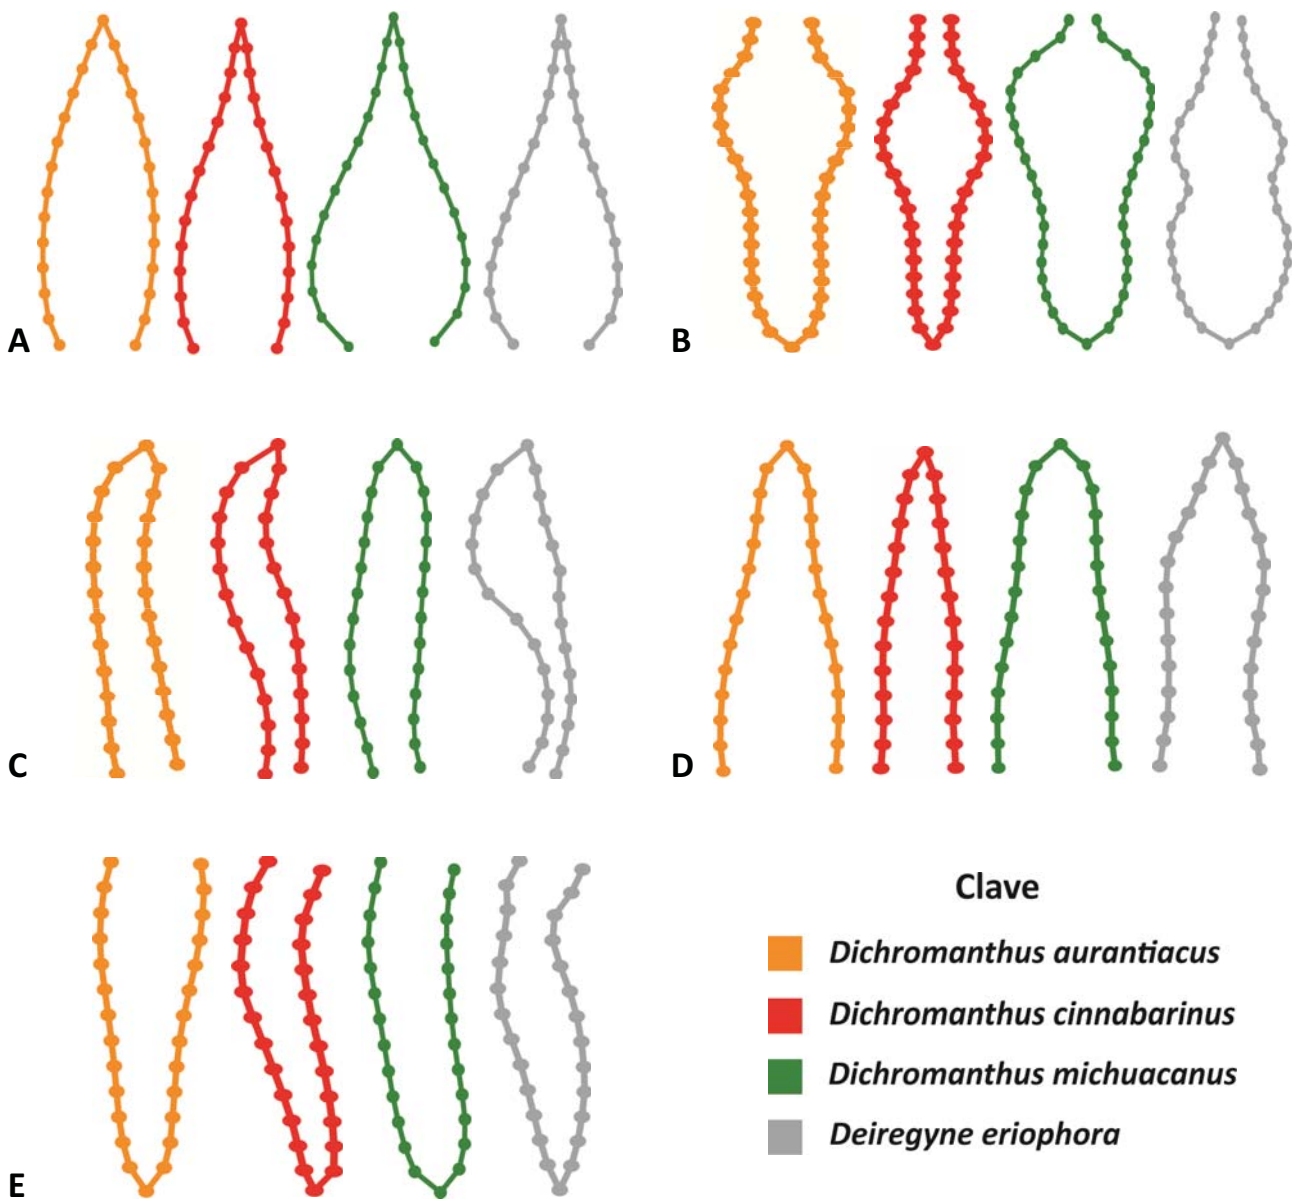 A
B
C
D
E
Clave
Dichromanthus aurantiacus
Dichromanthus cinnabarinus
Dichromanthus michuacanus
Deiregyne eriophora